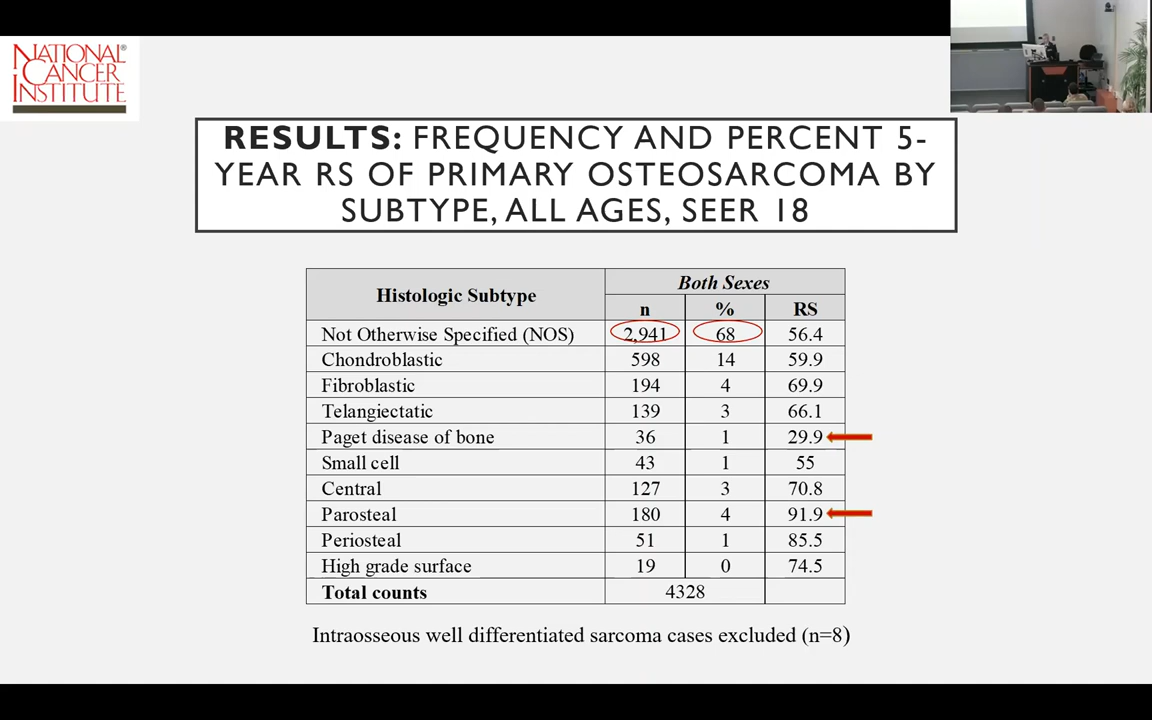 NATIONAL®
CANCER
INSTITUTE
RESULTS: FREQUENCY AND PERCENT 5-
YEAR RS OF PRIMARY OSTEOSARCOMA BY
SUBTYPE, ALL AGES, SEER 18
Histologic Subtype Both Sexes
n % RS
Not Otherwise Specified (NOS) 2,941 68 56.4
Chondroblastic 598 14 59.9
Fibroblastic 194 4 69.9
Telangiectatic 139 3 66.1
Paget disease of bone 36 1 29.9
Small cell 43 1 55
Central 127 3 70.8
Parosteal 180 4 91.9
Periosteal 51 1 85.5
High grade surface 19 0 74.5
Total counts 4328
Intraosseous well differentiated sarcoma cases excluded (n=8)